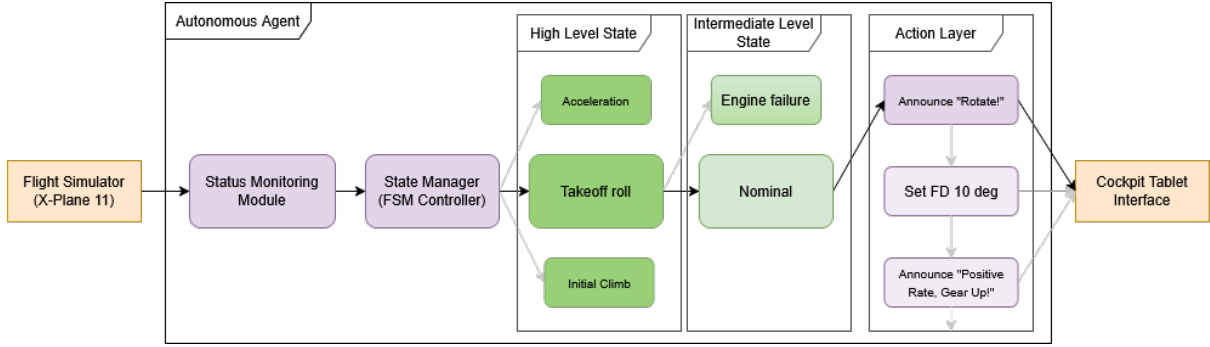 Autonomous Agent
High Level State
Intermediate Level
State
Action Layer
Acceleration
Engine failure
Announce "Rotate!"
Flight Simulator
(X-Plane 11)
Status Monitoring
Module
State Manager
(FSM Controller)
Takeoff roll
Nominal
Set FD 10 deg
Cockpit Tablet
Interface
Initial Climb
Announce "Positive
Rate, Gear Up!"